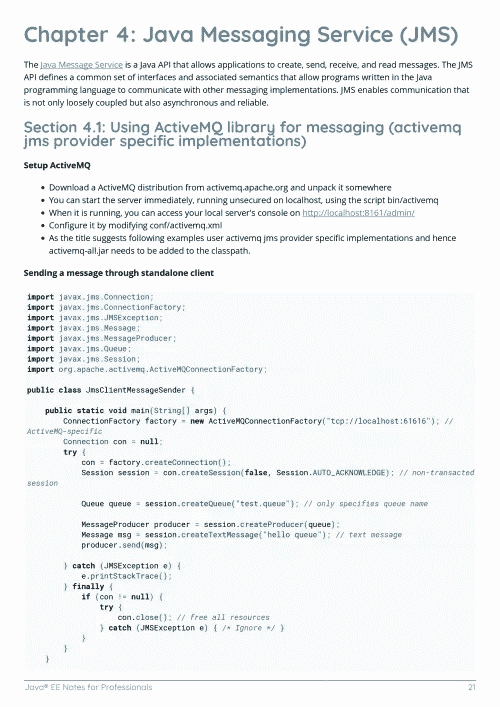 Chapter 4: Java Messaging Service (JMS)
The Java Message Service is a Java API that allows applications to create, send, receive, and read messages. The JMS
API defines a common set of interfaces and associated semantics that allow programs written in the Java
programming language to communicate with other messaging implementations. JMS enables communication that
is not only loosely coupled but also asynchronous and reliable.
Section 4.1: Using ActiveMQ library for messaging (activemq
jms provider specific implementations)
Setup ActiveMQ
• Download a ActiveMQ distribution from activemq.apache.org and unpack it somewhere
• You can start the server immediately, running unsecured on localhost, using the script bin/activemq
• When it is running, you can access your local server's console on http://localhost:8161/admin/
• Configure it by modifying conf/activemq.xml
• As the title suggests following examples user activemq jms provider specific implementations and hence
activemq-all.jar needs to be added to the classpath.
Sending a message through standalone client
import javax.jms.Connection;
import javax.jms.ConnectionFactory;
import javax.jms.JMSException;
import javax.jms.Message;
import javax.jms.MessageProducer;
import javax.jms.Queue;
import javax.jms.Session;
import org.apache.activemq.ActiveMQConnectionFactory;
public class JmsClientMessageSender {
public static void main(String[] args) {
ConnectionFactory factory = new ActiveMQConnectionFactory("tcp://localhost:61616"); //
ActiveMQ-specific
Connection con = null;
try {
con = factory.createConnection();
Session session = con.createSession(false, Session.AUTO_ACKNOWLEDGE); // non-transacted
session
Queue queue = session.createQueue("test.queue"); // only specifies queue name
MessageProducer producer = session.createProducer(queue);
Message msg = session.createTextMessage("hello queue"); // text message
producer.send(msg);
} catch (JMSException e) {
e.printStackTrace();
} finally {
if (con != null) {
try {
con.close(); // free all resources
} catch (JMSException e) { /* Ignore */ }
}
}
}
Java® EE Notes for Professionals 21